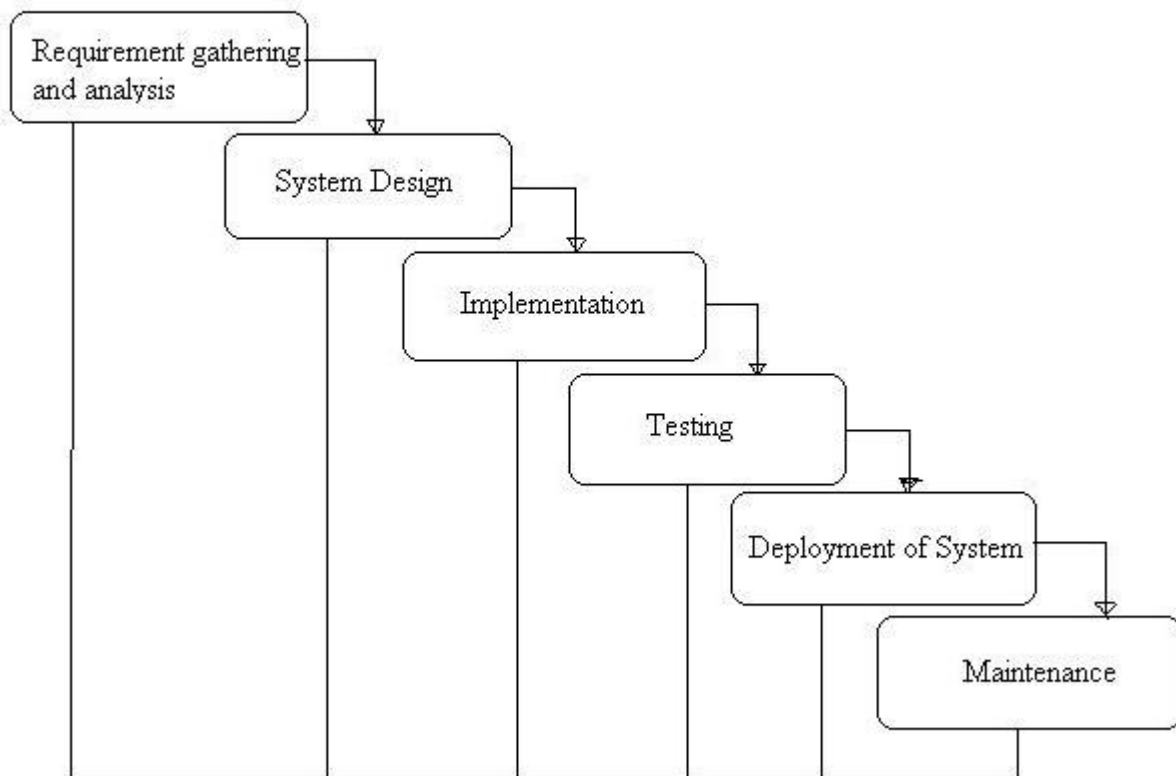 Requirement gathering
and analysis
System Design
Implementation
Testing
Deployment of System
Maintenance